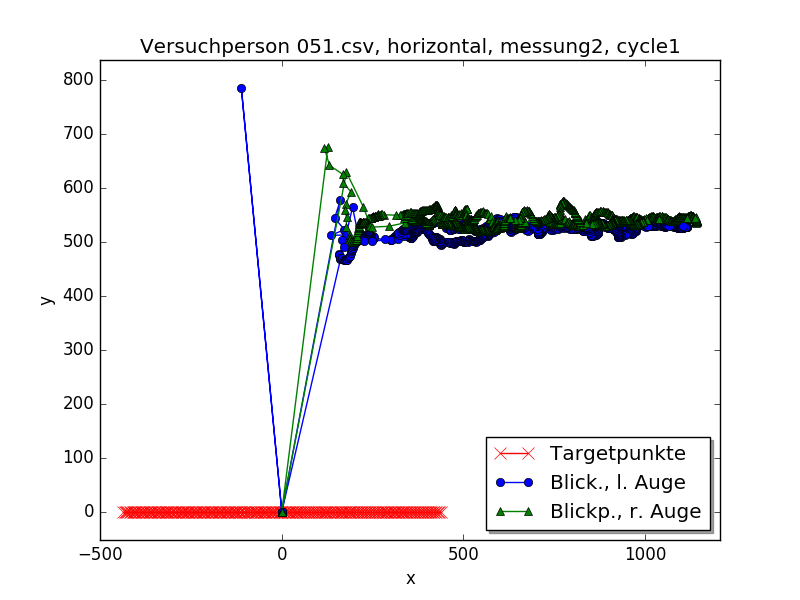 Versuchperson 051.csv, horizontal, messung2, cycle1
y
800
700
600
500
400
300
200
100
0
−500
0
500
1000
x
Targetpunkte
Blick., l. Auge
Blickp., r. Auge